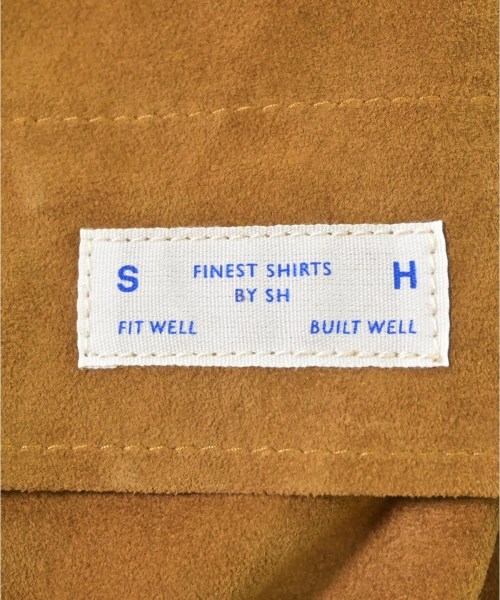 S FINEST SHIRTS H
BY SH
FIT WELL BUILT WELL